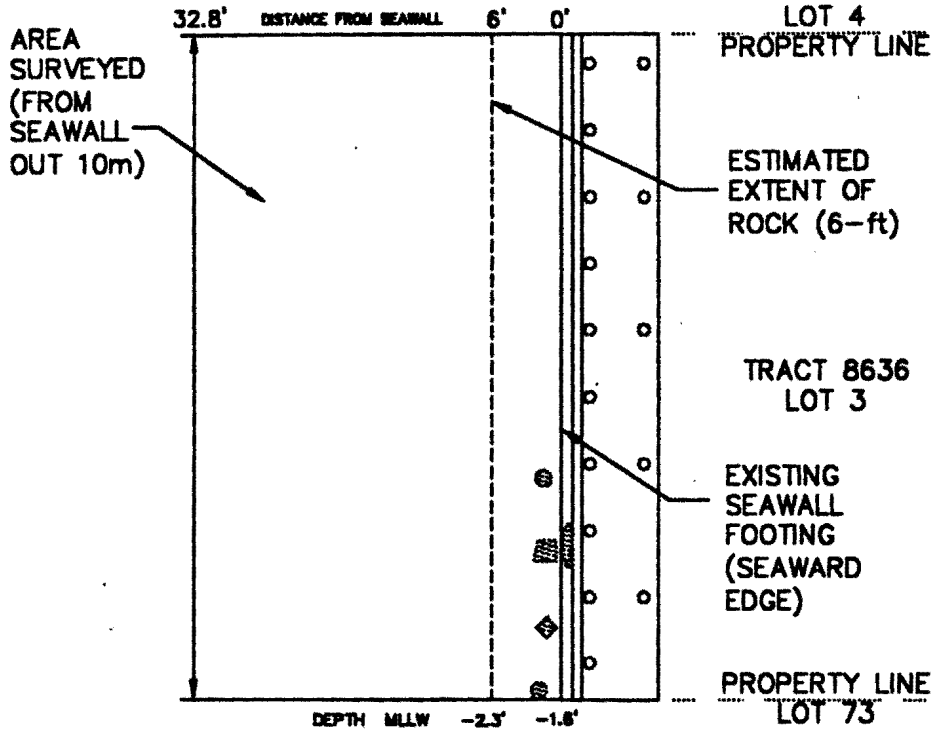 32.8' DISTANCE FROM SEAWALL 6' 0'
LOT 4
PROPERTY LINE
AREA
SURVEYED
(FROM
SEAWALL
OUT 10m)
ESTIMATED
EXTENT OF
ROCK (6-ft)
TRACT 8636
LOT 3
EXISTING
SEAWALL
FOOTING
(SEAWARD
EDGE)
PROPERTY LINE
LOT 73
DEPTH MLLW -2.3' -1.6'